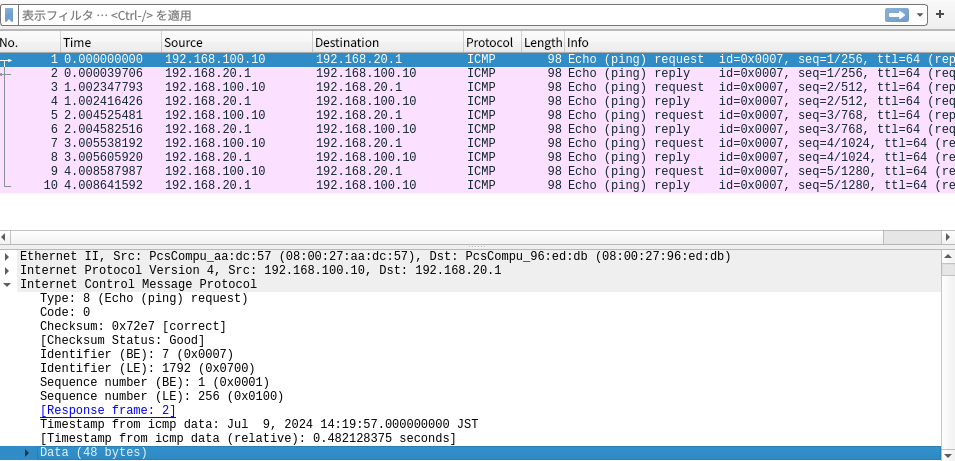 表示フィルタ … <Ctrl-/> を適用
No. Time Source Destination Protocol Length Info
1 0.000000000 192.168.100.10 192.168.20.1 ICMP 98 Echo (ping) request id=0x0007, seq=1/256, ttl=64 (rep
2 0.000039706 192.168.20.1 192.168.100.10 ICMP 98 Echo (ping) reply id=0x0007, seq=1/256, ttl=64 (req
3 1.002347793 192.168.100.10 192.168.20.1 ICMP 98 Echo (ping) request id=0x0007, seq=2/512, ttl=64 (rep
4 1.002416426 192.168.20.1 192.168.100.10 ICMP 98 Echo (ping) reply id=0x0007, seq=2/512, ttl=64 (req
5 2.004525481 192.168.100.10 192.168.20.1 ICMP 98 Echo (ping) request id=0x0007, seq=3/768, ttl=64 (rep
6 2.004582516 192.168.20.1 192.168.100.10 ICMP 98 Echo (ping) reply id=0x0007, seq=3/768, ttl=64 (req
7 3.005538192 192.168.100.10 192.168.20.1 ICMP 98 Echo (ping) request id=0x0007, seq=4/1024, ttl=64 (re
8 3.005605920 192.168.20.1 192.168.100.10 ICMP 98 Echo (ping) reply id=0x0007, seq=4/1024, ttl=64 (re
9 4.008587987 192.168.100.10 192.168.20.1 ICMP 98 Echo (ping) request id=0x0007, seq=5/1280, ttl=64 (re
10 4.008641592 192.168.20.1 192.168.100.10 ICMP 98 Echo (ping) reply id=0x0007, seq=5/1280, ttl=64 (re
Ethernet II, Src: PcsCompu_aa:dc:57 (08:00:27:aa:dc:57), Dst: PcsCompu_96:ed:db (08:00:27:96:ed:db)
Internet Protocol Version 4, Src: 192.168.100.10, Dst: 192.168.20.1
Internet Control Message Protocol
Type: 8 (Echo (ping) request)
Code: 0
Checksum: 0x72e7 [correct]
[Checksum Status: Good]
Identifier (BE): 7 (0x0007)
Identifier (LE): 1792 (0x0700)
Sequence number (BE): 1 (0x0001)
Sequence number (LE): 256 (0x0100)
[Response frame: 2]
Timestamp from icmp data: Jul  9, 2024 14:19:57.000000000 JST
[Timestamp from icmp data (relative): 0.482128375 seconds]
Data (48 bytes)